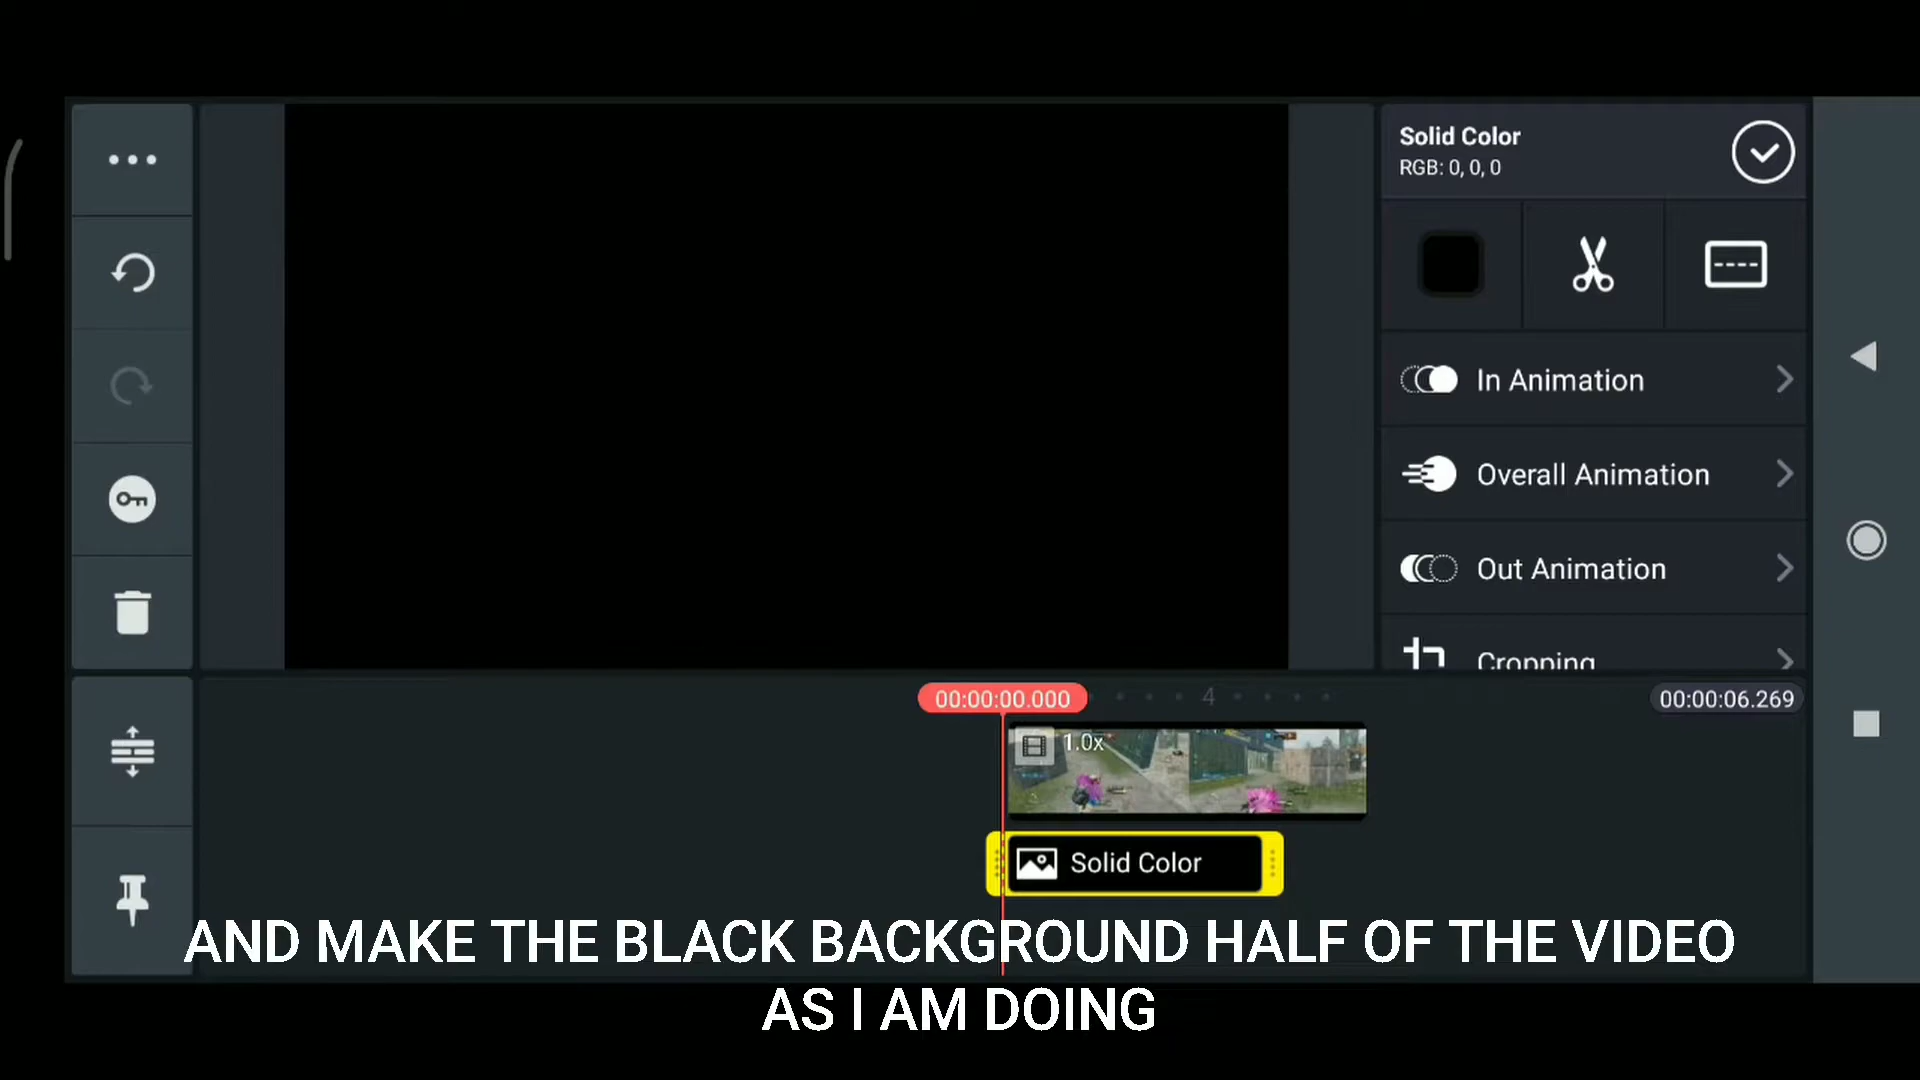 Solid Color
RGB: 0, 0, 0
In Animation
Overall Animation
Out Animation
Cropping
00:00:00.000
4
00:00:06.269
1.0x
Solid Color
AND MAKE THE BLACK BACKGROUND HALF OF THE VIDEO
AS I AM DOING